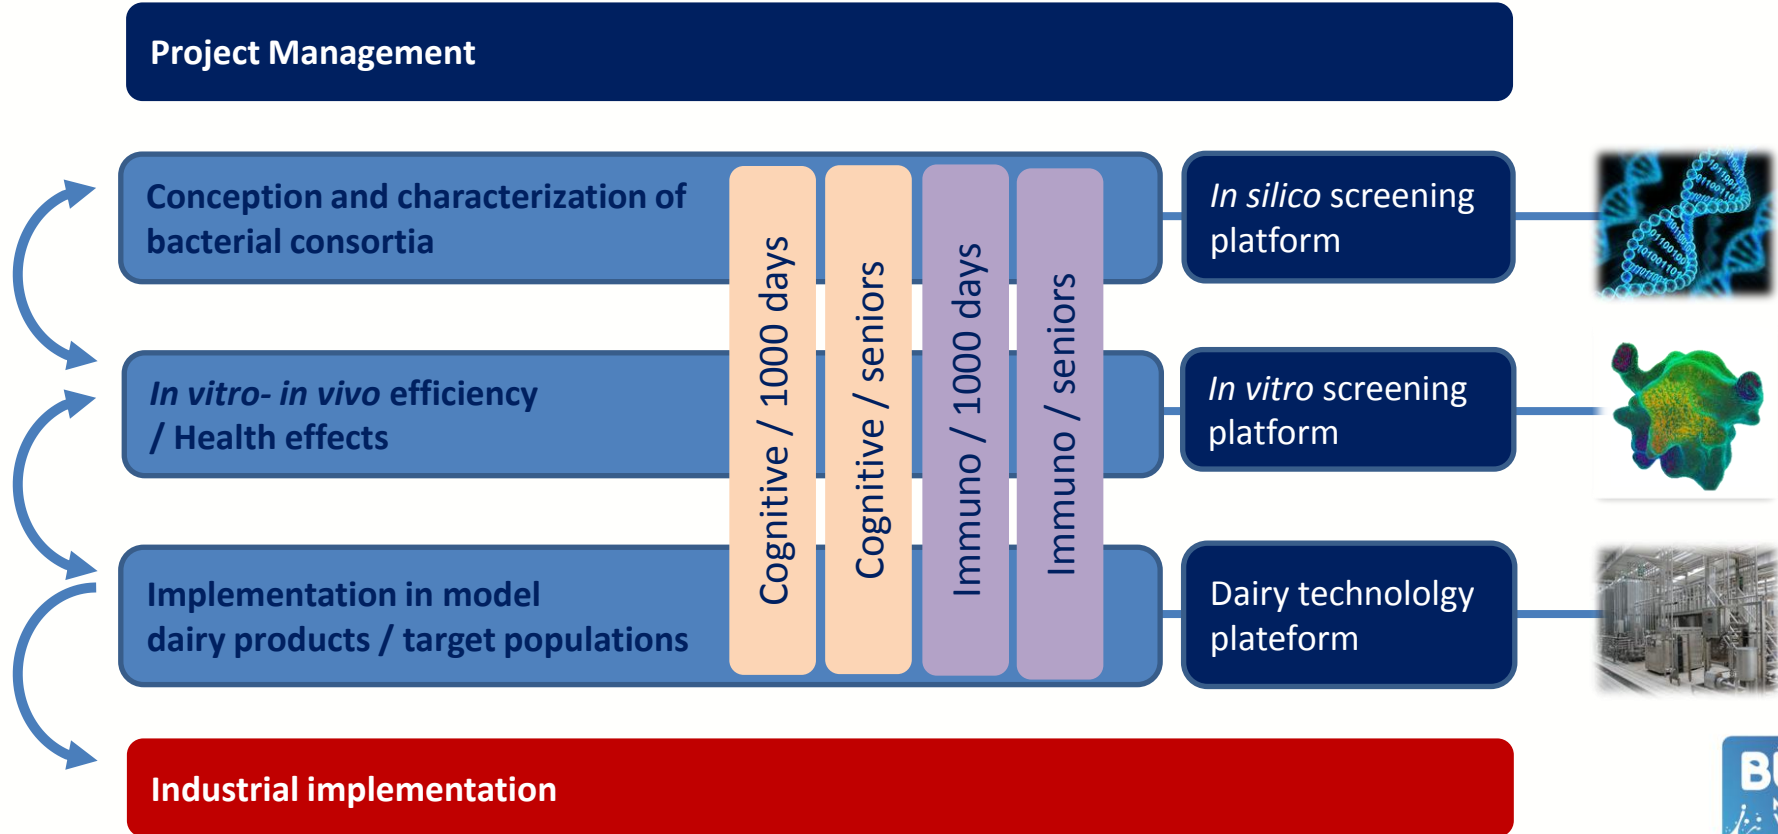 Project Management
Conception and characterization of
bacterial consortia
In silico screening
platform
In vitro- in vivo efficiency
/ Health effects
In vitro screening
platform
Implementation in model
dairy products / target populations
Dairy technololgy
plateform
Cognitive / 1000 days
Cognitive / seniors
Immuno / 1000 days
Immuno / seniors
Industrial implementation